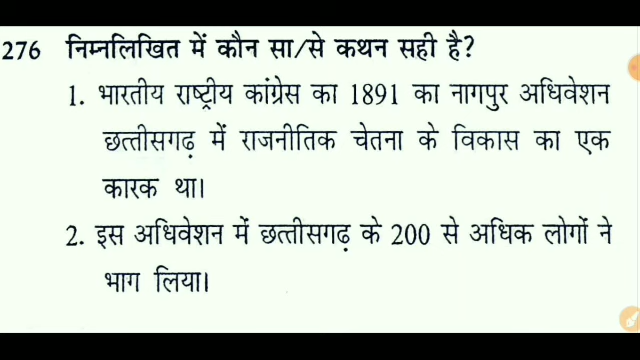 276 निम्नलिखित में कौन सा/से कथन सही है?
1. भारतीय राष्ट्रीय कांग्रेस का 1891 का नागपुर अधिवेशन
छत्तीसगढ़ में राजनीतिक चेतना के विकास का एक
कारक था।
2. इस अधिवेशन में छत्तीसगढ़ के 200 से अधिक लोगों ने
भाग लिया।